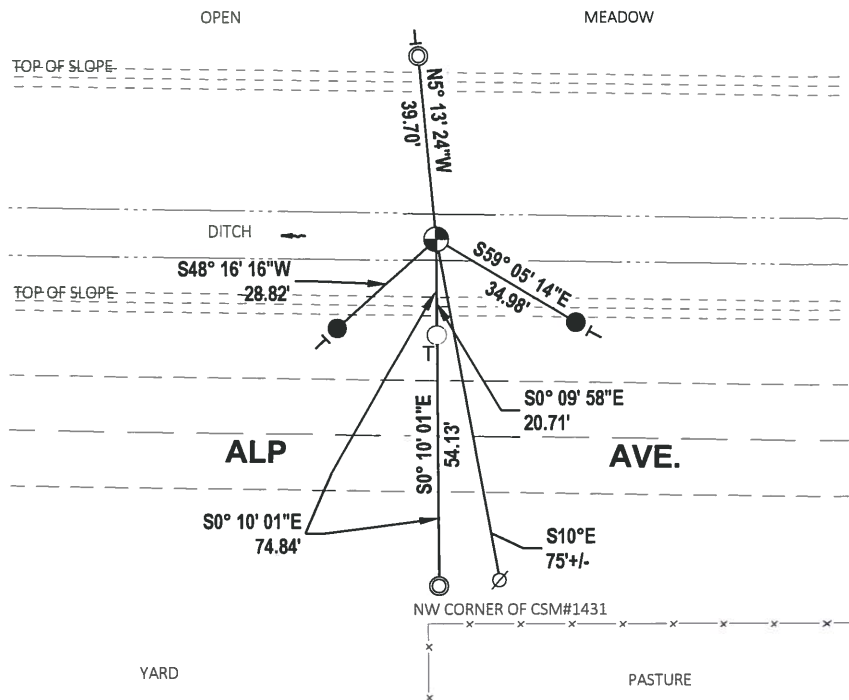 OPEN
MEADOW
TOP OF SLOPE
N5° 13' 24"W
39.70'
DITCH
S48° 16' 16"W
28.82'
S59° 05' 14"E
34.98'
TOP OF SLOPE
T
T
T
T
S0° 09' 58"E
20.71'
S0° 10' 01"E
54.13'
ALP
AVE.
S0° 10' 01"E
74.84'
S10°E
75'+/-
NW CORNER OF CSM#1431
YARD
PASTURE